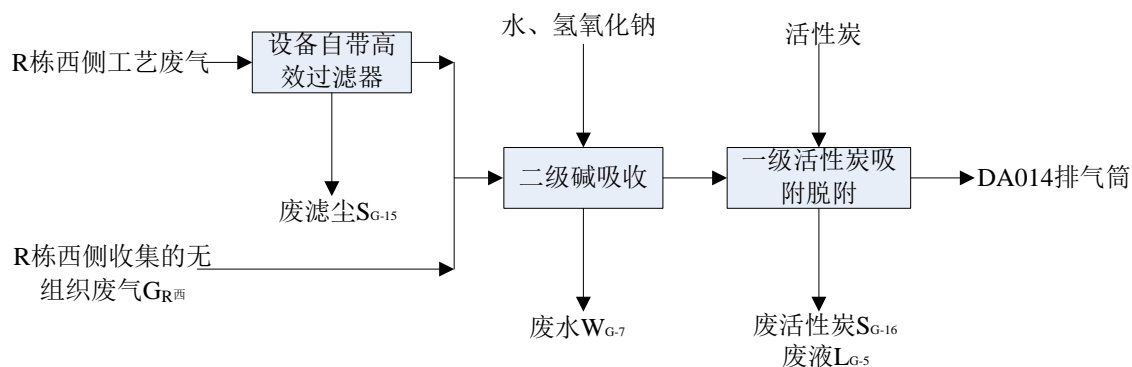 水、氢氧化钠
活性炭
R栋西侧工艺废气
设备自带高
效过滤器
二级碱吸收
一级活性炭吸
附脱附
DA014排气筒
废滤尘SG-15
R栋西侧收集的无
组织废气GR西
废水WG-7
废活性炭SG-16
废液LG-5